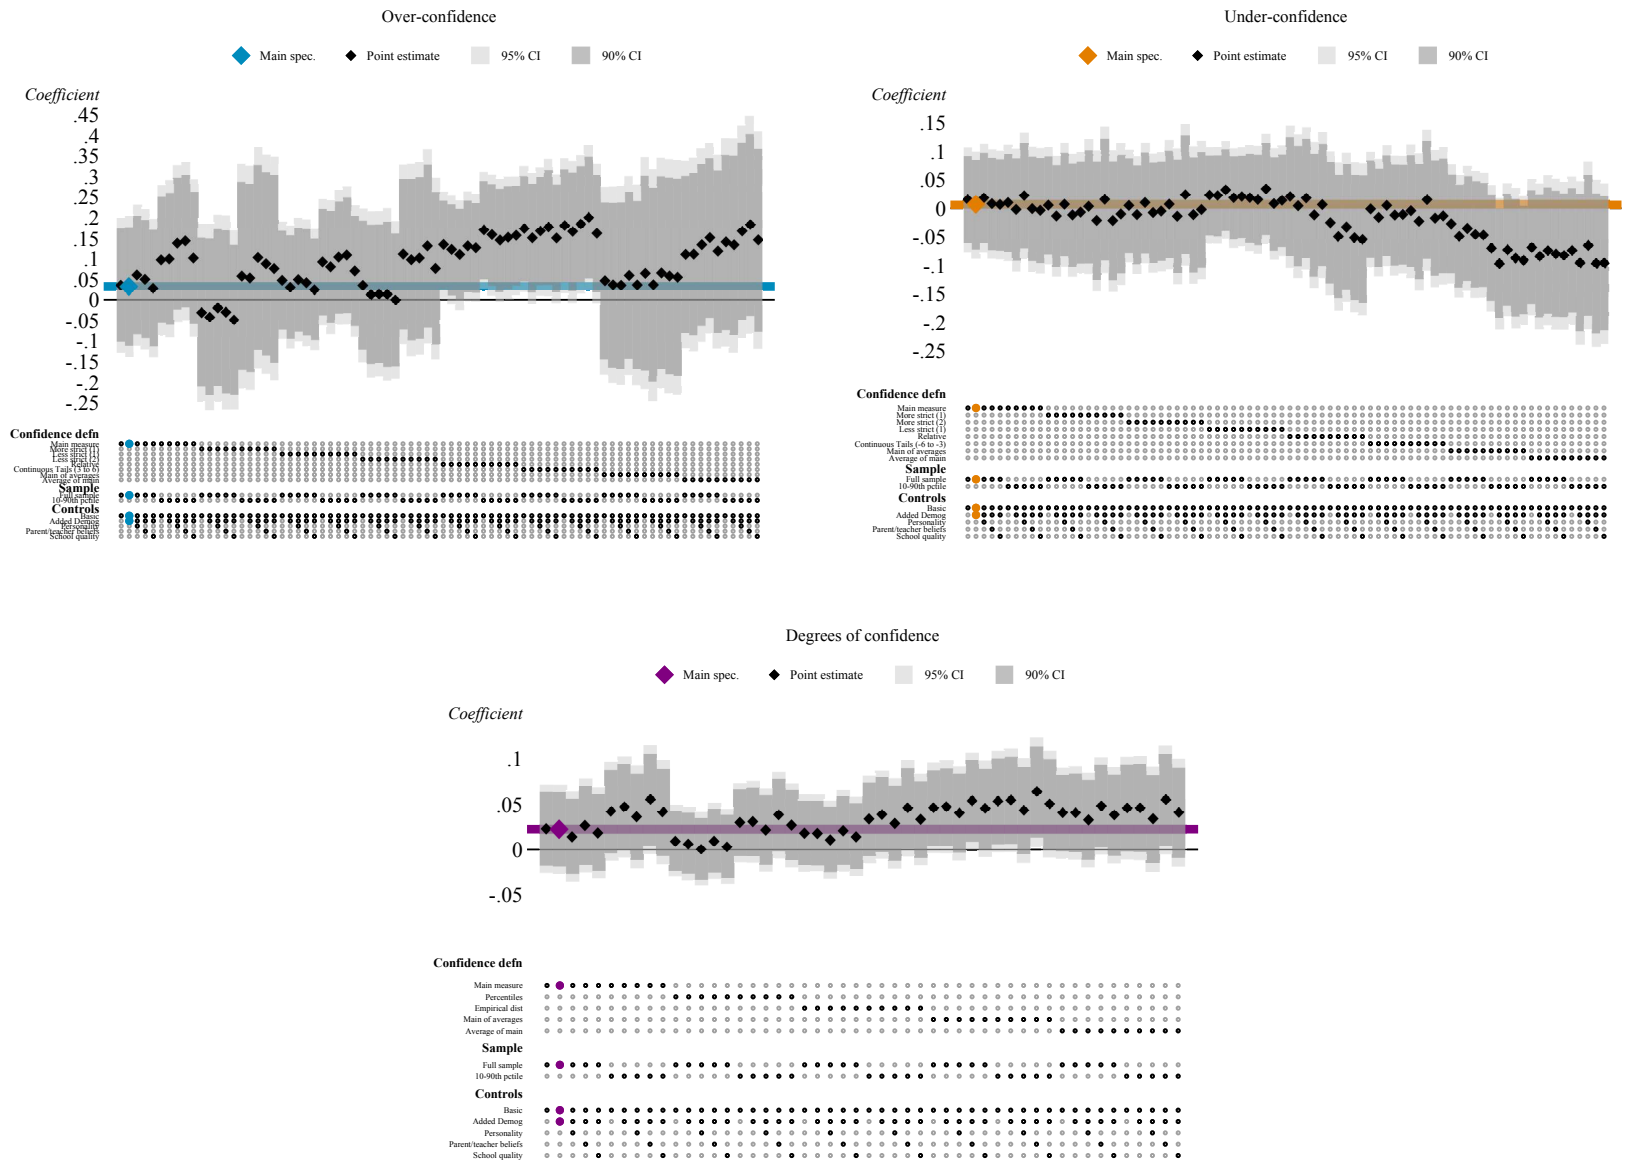 Over-confidence
Main spec. Point estimate 95% CI 90% CI
Coefficient
.45
.4
.35
.3
.25
.2
.15
.1
.05
0
-.05
-.1
-.15
-.2
-.25
Confidence defn
Main measure
More strict (1)
Less strict (1)
Less strict (2)
Relative
Continuous Tails (3 to 6)
Main of averages
Average of main
Sample
Full sample
10-90th pctile
Controls
Basic
Added Demog
Personality
Parent/teacher beliefs
School quality
Under-confidence
Main spec. Point estimate 95% CI 90% CI
Coefficient
.15
.1
.05
0
-.05
-.1
-.15
-.2
-.25
Confidence defn
Main measure
More strict (1)
More strict (2)
Less strict (1)
Relative
Continuous Tails (-6 to -3)
Main of averages
Average of main
Sample
Full sample
10-90th pctile
Controls
Basic
Added Demog
Personality
Parent/teacher beliefs
School quality
Degrees of confidence
Main spec. Point estimate 95% CI 90% CI
Coefficient
.1
.05
0
-.05
Confidence defn
Main measure
Percentiles
Empirical dist
Main of averages
Average of main
Sample
Full sample
10-90th pctile
Controls
Basic
Added Demog
Personality
Parent/teacher beliefs
School quality